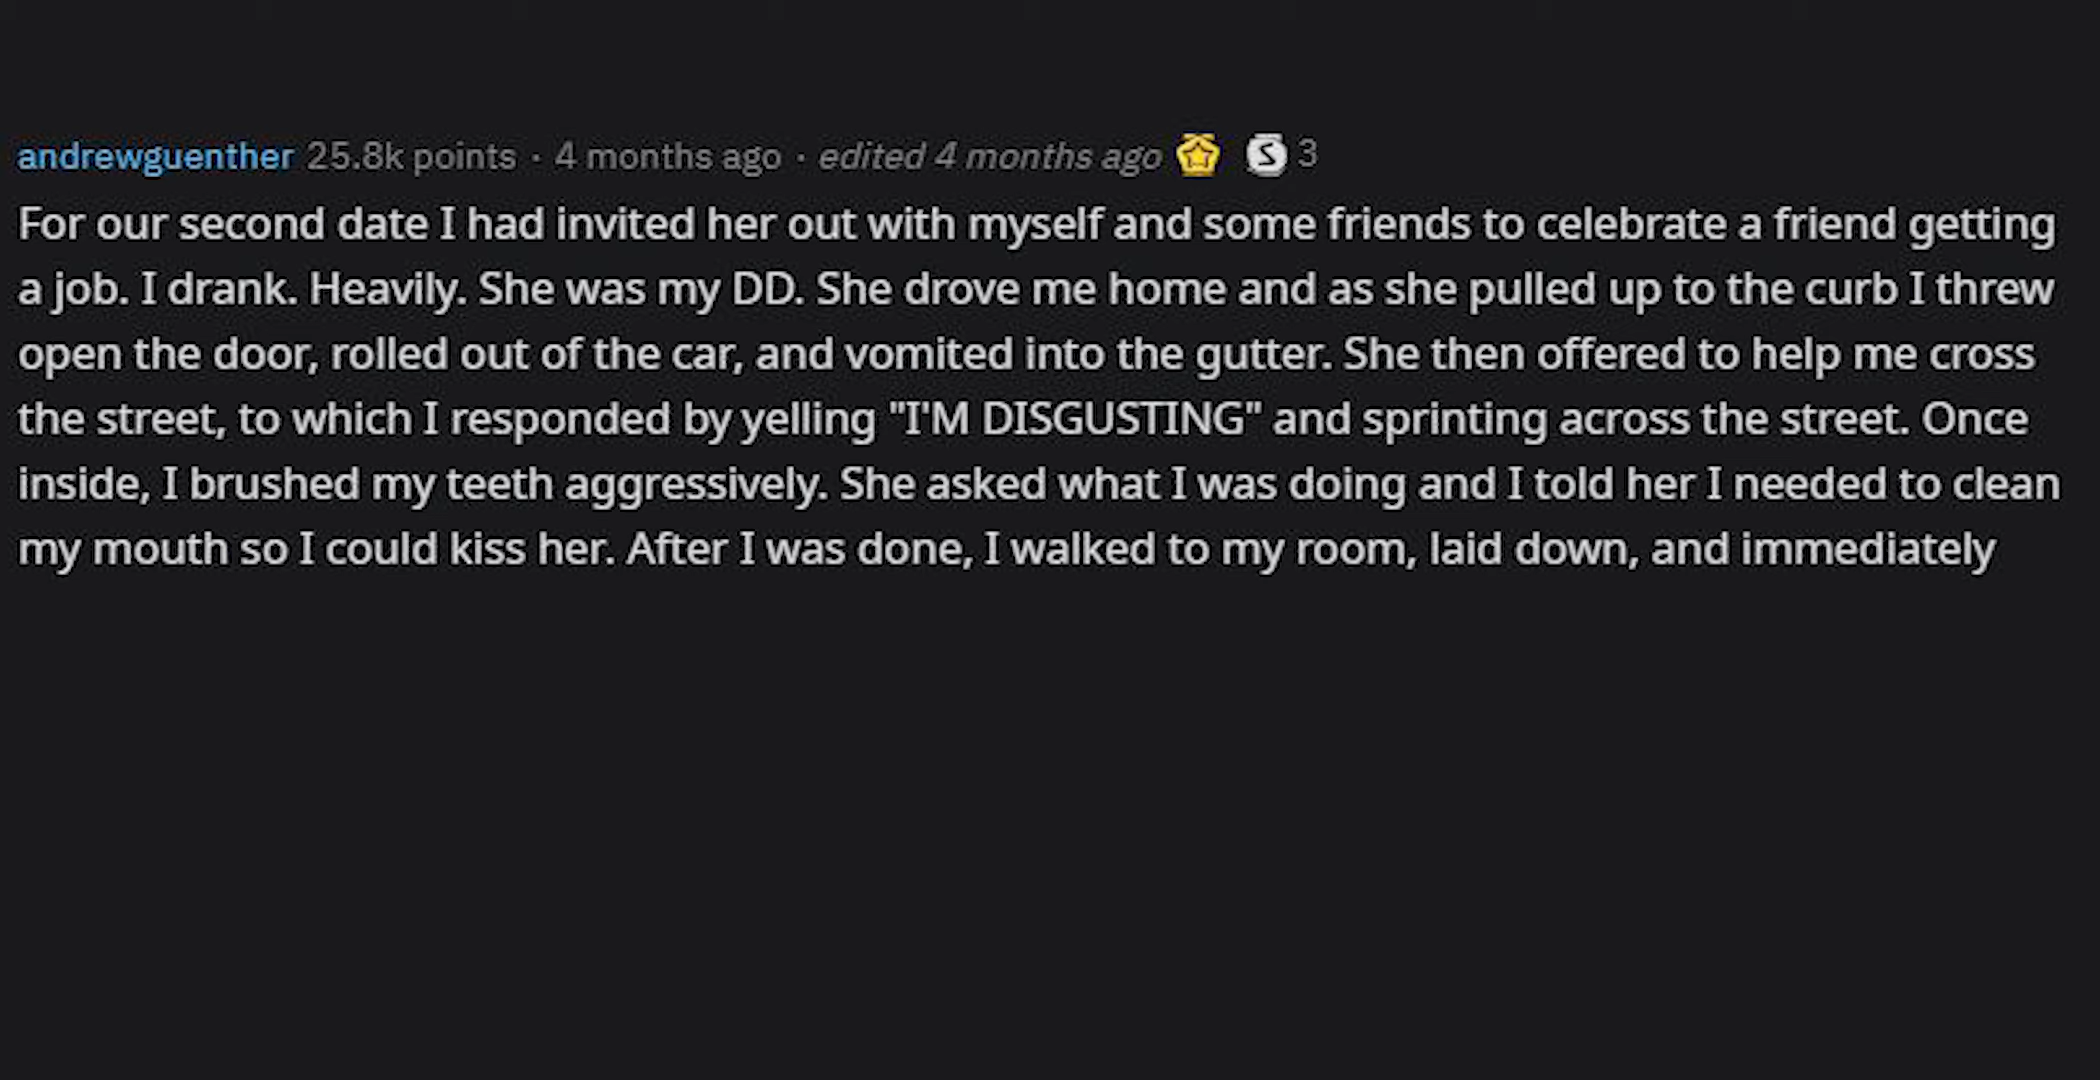 andrewguenther 25.8k points · 4 months ago · edited 4 months ago S 3
For our second date I had invited her out with myself and some friends to celebrate a friend getting
a job. I drank. Heavily. She was my DD. She drove me home and as she pulled up to the curb I threw
open the door, rolled out of the car, and vomited into the gutter. She then offered to help me cross
the street, to which I responded by yelling "I'M DISGUSTING" and sprinting across the street. Once
inside, I brushed my teeth aggressively. She asked what I was doing and I told her I needed to clean
my mouth so I could kiss her. After I was done, I walked to my room, laid down, and immediately